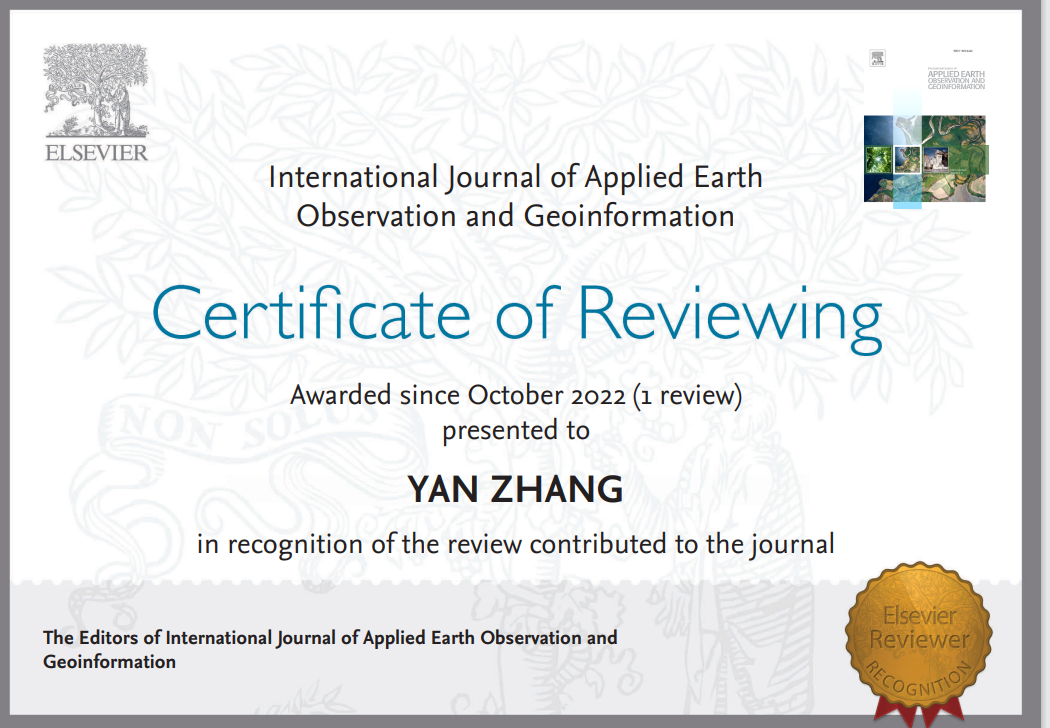 ELSEVIER
APPLIED EARTH
OBSERVATION AND
GEOINFORMATION
International Journal of Applied Earth
Observation and Geoinformation
Certificate of Reviewing
Awarded since October 2022 (1 review)
presented to
NON SOLUS
YAN ZHANG
in recognition of the review contributed to the journal
The Editors of International Journal of Applied Earth Observation and
Geoinformation
Elsevier
Reviewer
RECOGNITION